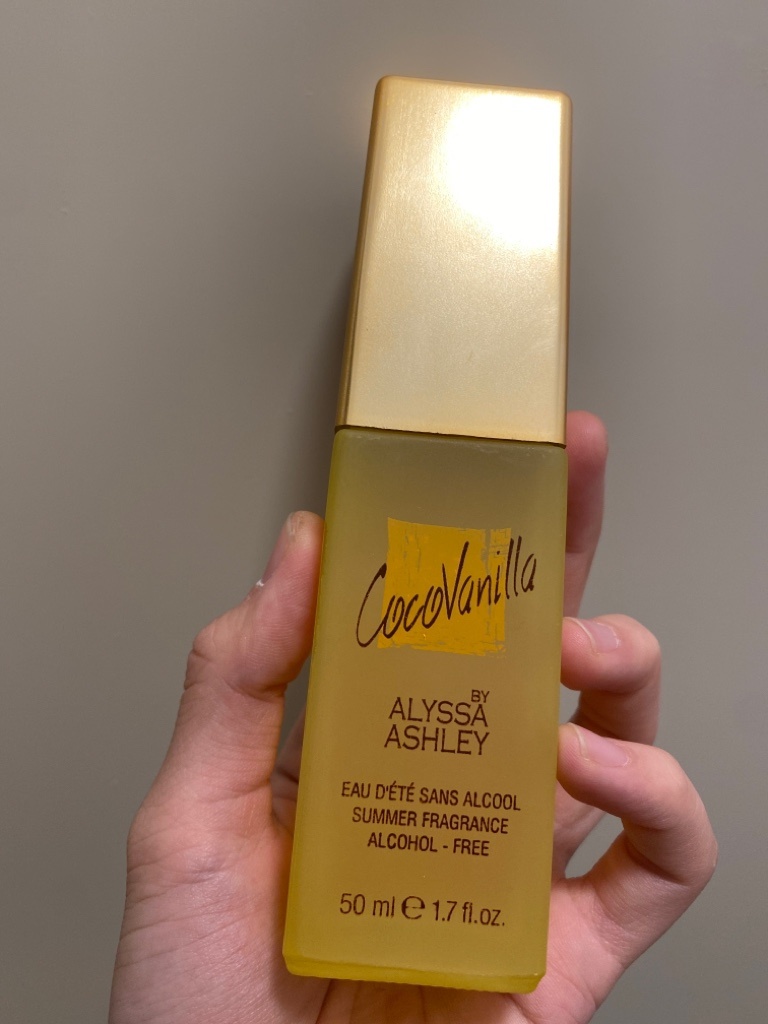 CocoVanilla
BY
ALYSSA
ASHLEY
EAU D'ÉTÉ SANS ALCOOL
SUMMER FRAGRANCE
ALCOHOL - FREE
50 ml ℮ 1.7 fl.oz.